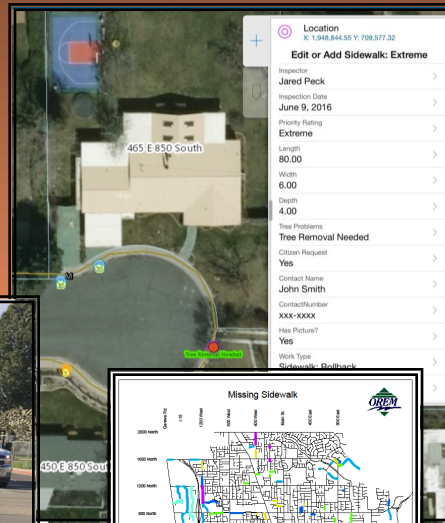 Location
X: 1,948,844.55 Y: 709,577.32
Edit or Add Sidewalk: Extreme
Inspector
Jared Peck
Inspection Date
June 9, 2016
Priority Rating
Extreme
Length
80.00
Width
6.00
Depth
4.00
Tree Problems
Tree Removal Needed
Citizen Request
Yes
Contact Name
John Smith
ContactNumber
xxx-xxxx
Has Picture?
Yes
Work Type
Sidewalk: Rollback
465 E 850 South
M
Tree Removal Needed
450 E 850 Sou
Missing Sidewalk
OREM
Geneva Rd
I-15
1200 West
800 West
400 West
Main St.
400 East
800 East
2000 North
1600 North
1200 North
800 North